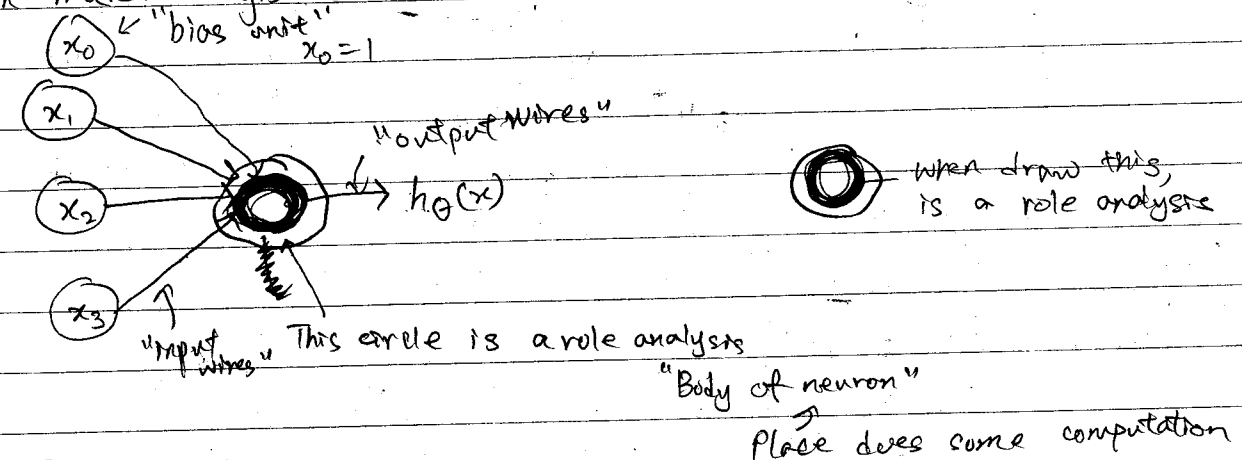 x₀ "bias unit"
x₀ = 1
x₁
"output wires"
x₂ h_θ(x)
when draw this,
is a role analysis
x₃
"input wires" This circle is a role analysis
"Body of neuron"
Place does some computation